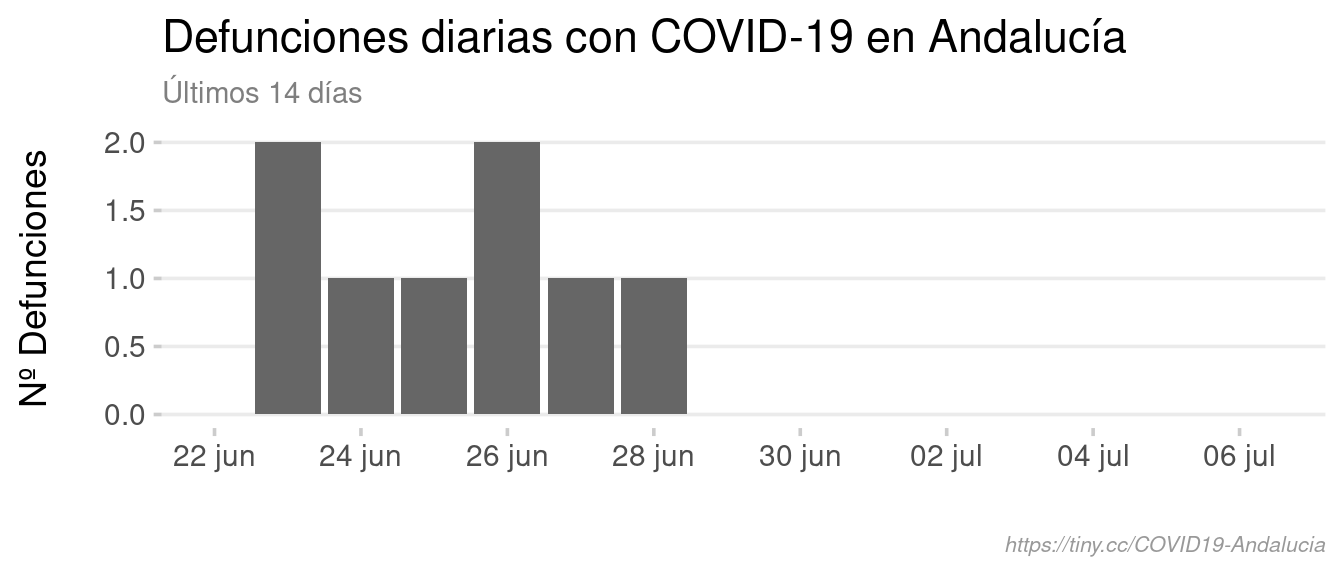 Defunciones diarias con COVID-19 en Andalucía
Últimos 14 días
Nº Defunciones
2.0
1.5
1.0
0.5
0.0
22 jun 24 jun 26 jun 28 jun 30 jun 02 jul 04 jul 06 jul
https://tiny.cc/COVID19-Andalucia